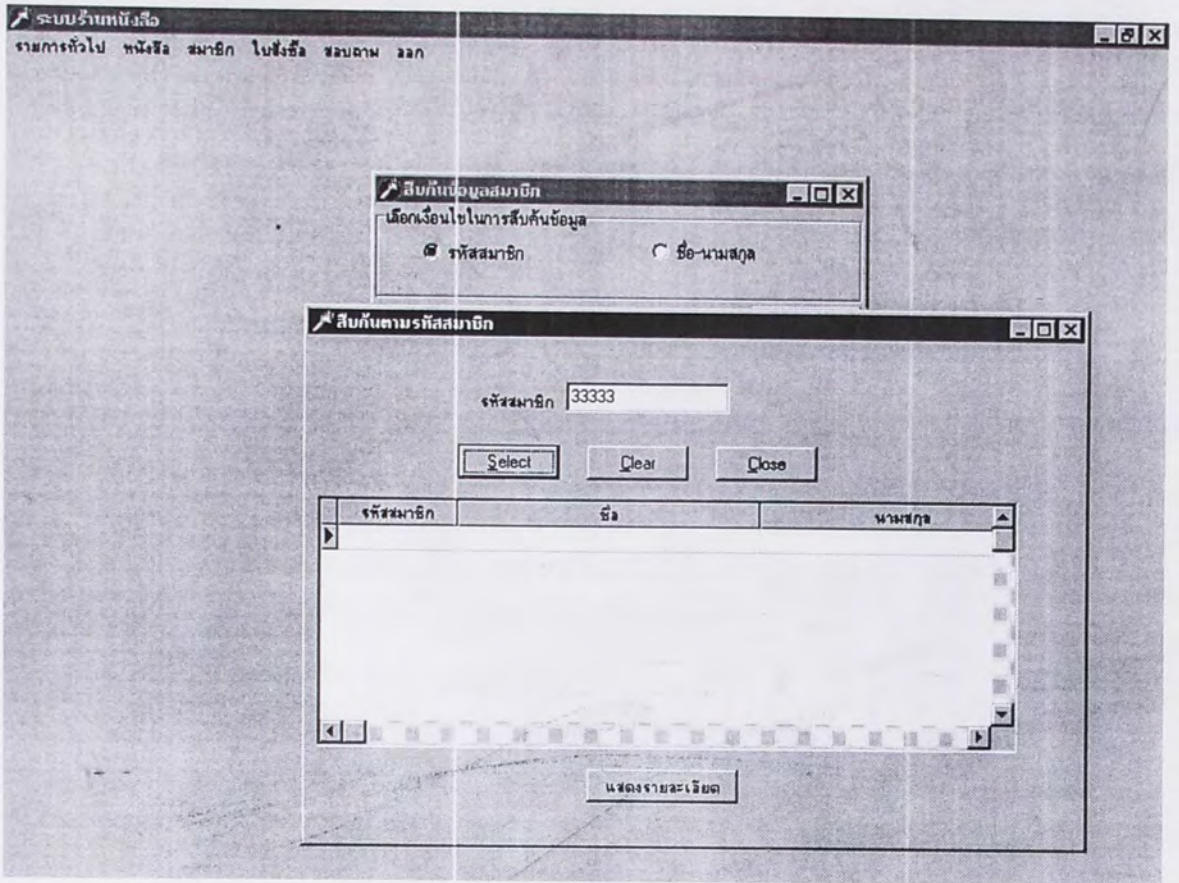 ระบบร้านหนังสือ
รายการทั่วไป หนังสือ สมาชิก ใบสั่งซื้อ สอบถาม ออก
สืบค้นข้อมูลสมาชิก
เลือกเงื่อนไขในการสืบค้นข้อมูล
รหัสสมาชิก ชื่อ-นามสกุล
สืบค้นตามรหัสสมาชิก
รหัสสมาชิก 33333
Select Clear Close
รหัสสมาชิก ชื่อ นามสกุล
แสดงรายละเอียด